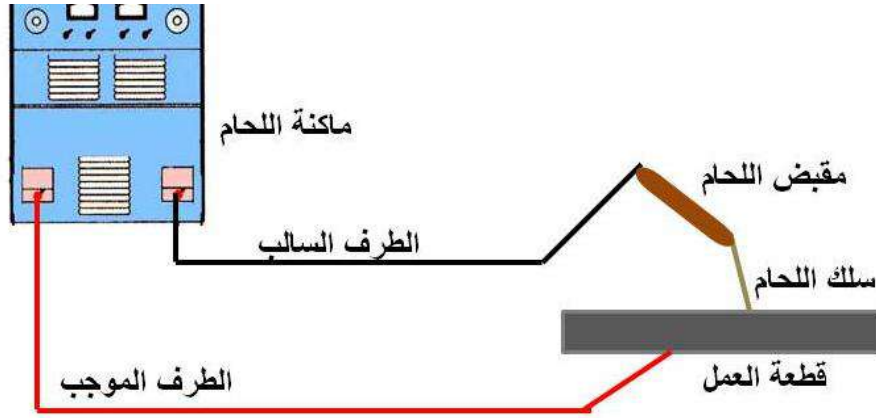 ماكنة اللحام
مقبض اللحام
الطرف السالب
سلك اللحام
قطعة العمل
الطرف الموجب